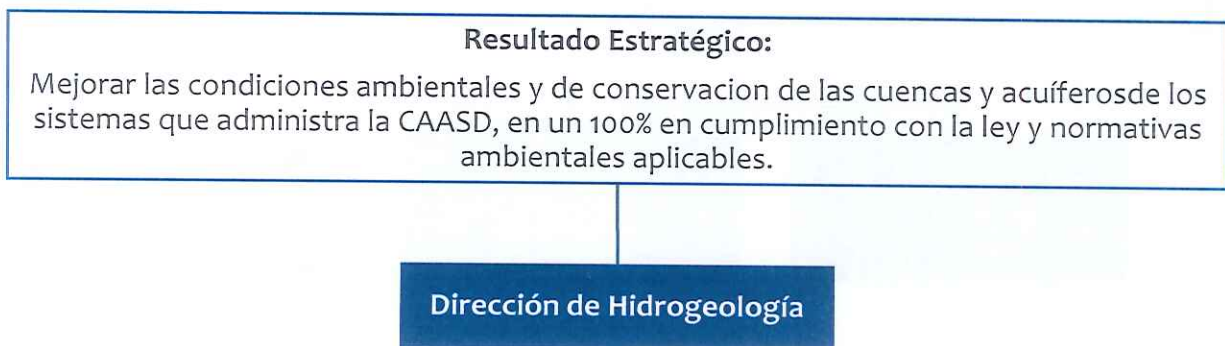 Resultado Estratégico:
Mejorar las condiciones ambientales y de conservacion de las cuencas y acuíferosde los
sistemas que administra la CAASD, en un 100% en cumplimiento con la ley y normativas
ambientales aplicables.
Dirección de Hidrogeología